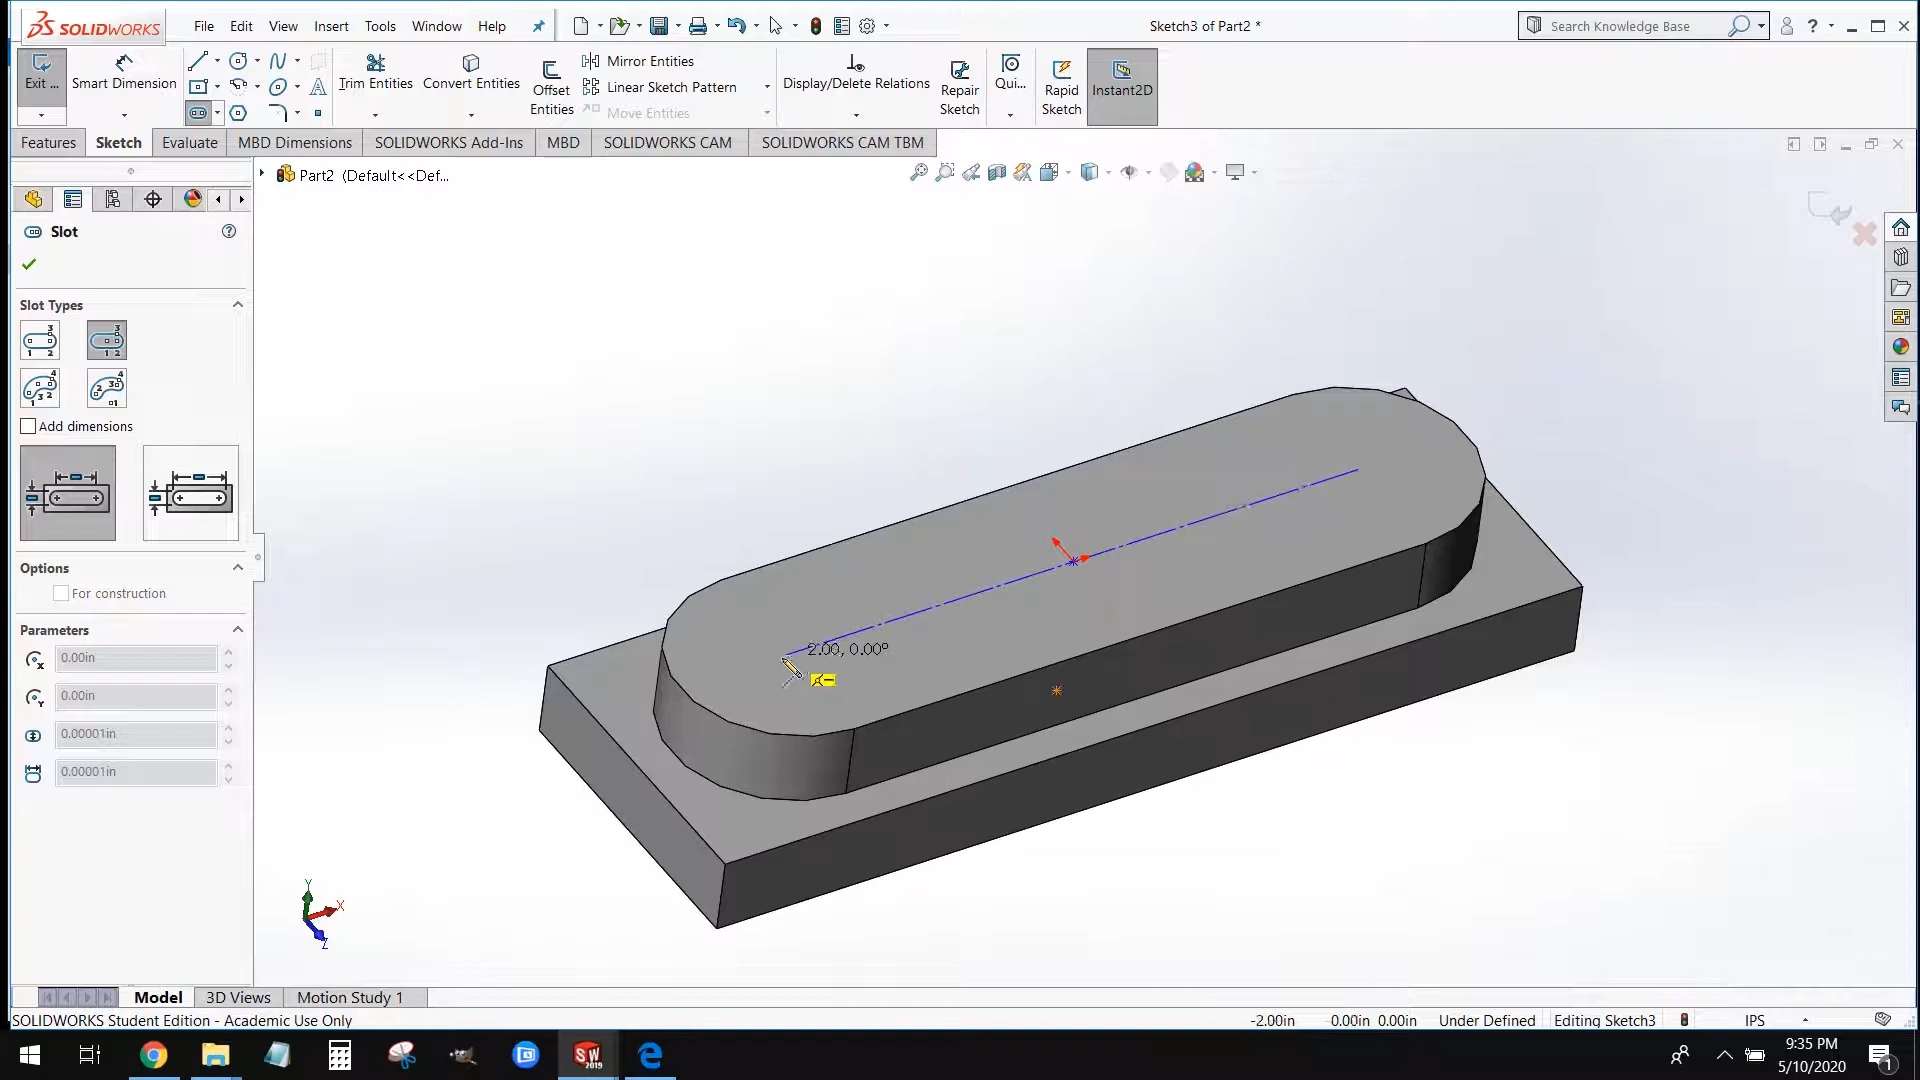 SOLIDWORKS File Edit View Insert Tools Window Help Sketch3 of Part2 * Search Knowledge Base
Exit ... Smart Dimension Trim Entities Convert Entities Offset Entities Mirror Entities Display/Delete Relations Repair Sketch Qui... Rapid Sketch Instant2D
Linear Sketch Pattern
Move Entities
Features Sketch Evaluate MBD Dimensions SOLIDWORKS Add-Ins MBD SOLIDWORKS CAM SOLIDWORKS CAM TBM
Part2 (Default<<Def...
Slot
Slot Types
Add dimensions
Options
For construction
Parameters
0.00in
0.00in
0.00001in
0.00001in
2.00, 0.00°
Y
X
Z
Model 3D Views Motion Study 1
SOLIDWORKS Student Edition - Academic Use Only -2.00in 0.00in 0.00in Under Defined Editing Sketch3 IPS
SW 2019
9:35 PM
5/10/2020
1